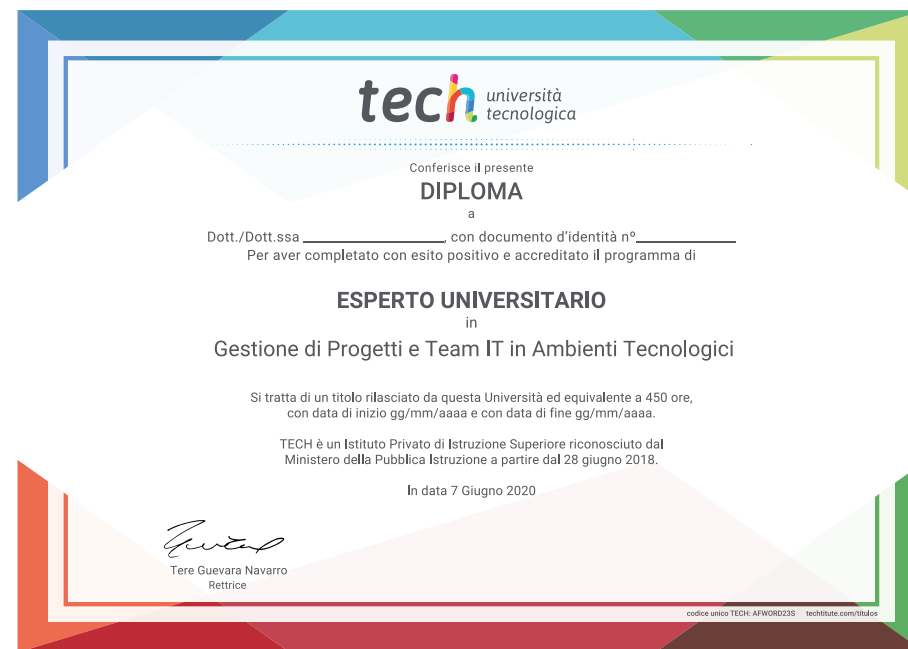 tech università
tecnologica
Conferisce il presente
DIPLOMA
a
Dott./Dott.ssa ____________________, con documento d'identità nº______________
Per aver completato con esito positivo e accreditato il programma di
ESPERTO UNIVERSITARIO
in
Gestione di Progetti e Team IT in Ambienti Tecnologici
Si tratta di un titolo rilasciato da questa Università ed equivalente a 450 ore,
con data di inizio gg/mm/aaaa e con data di fine gg/mm/aaaa.
TECH è un Istituto Privato di Istruzione Superiore riconosciuto dal
Ministero della Pubblica Istruzione a partire dal 28 giugno 2018.
In data 7 Giugno 2020
Tere Guevara Navarro
Rettrice
codice unico TECH: AFWORD23S techtitute.com/titulos